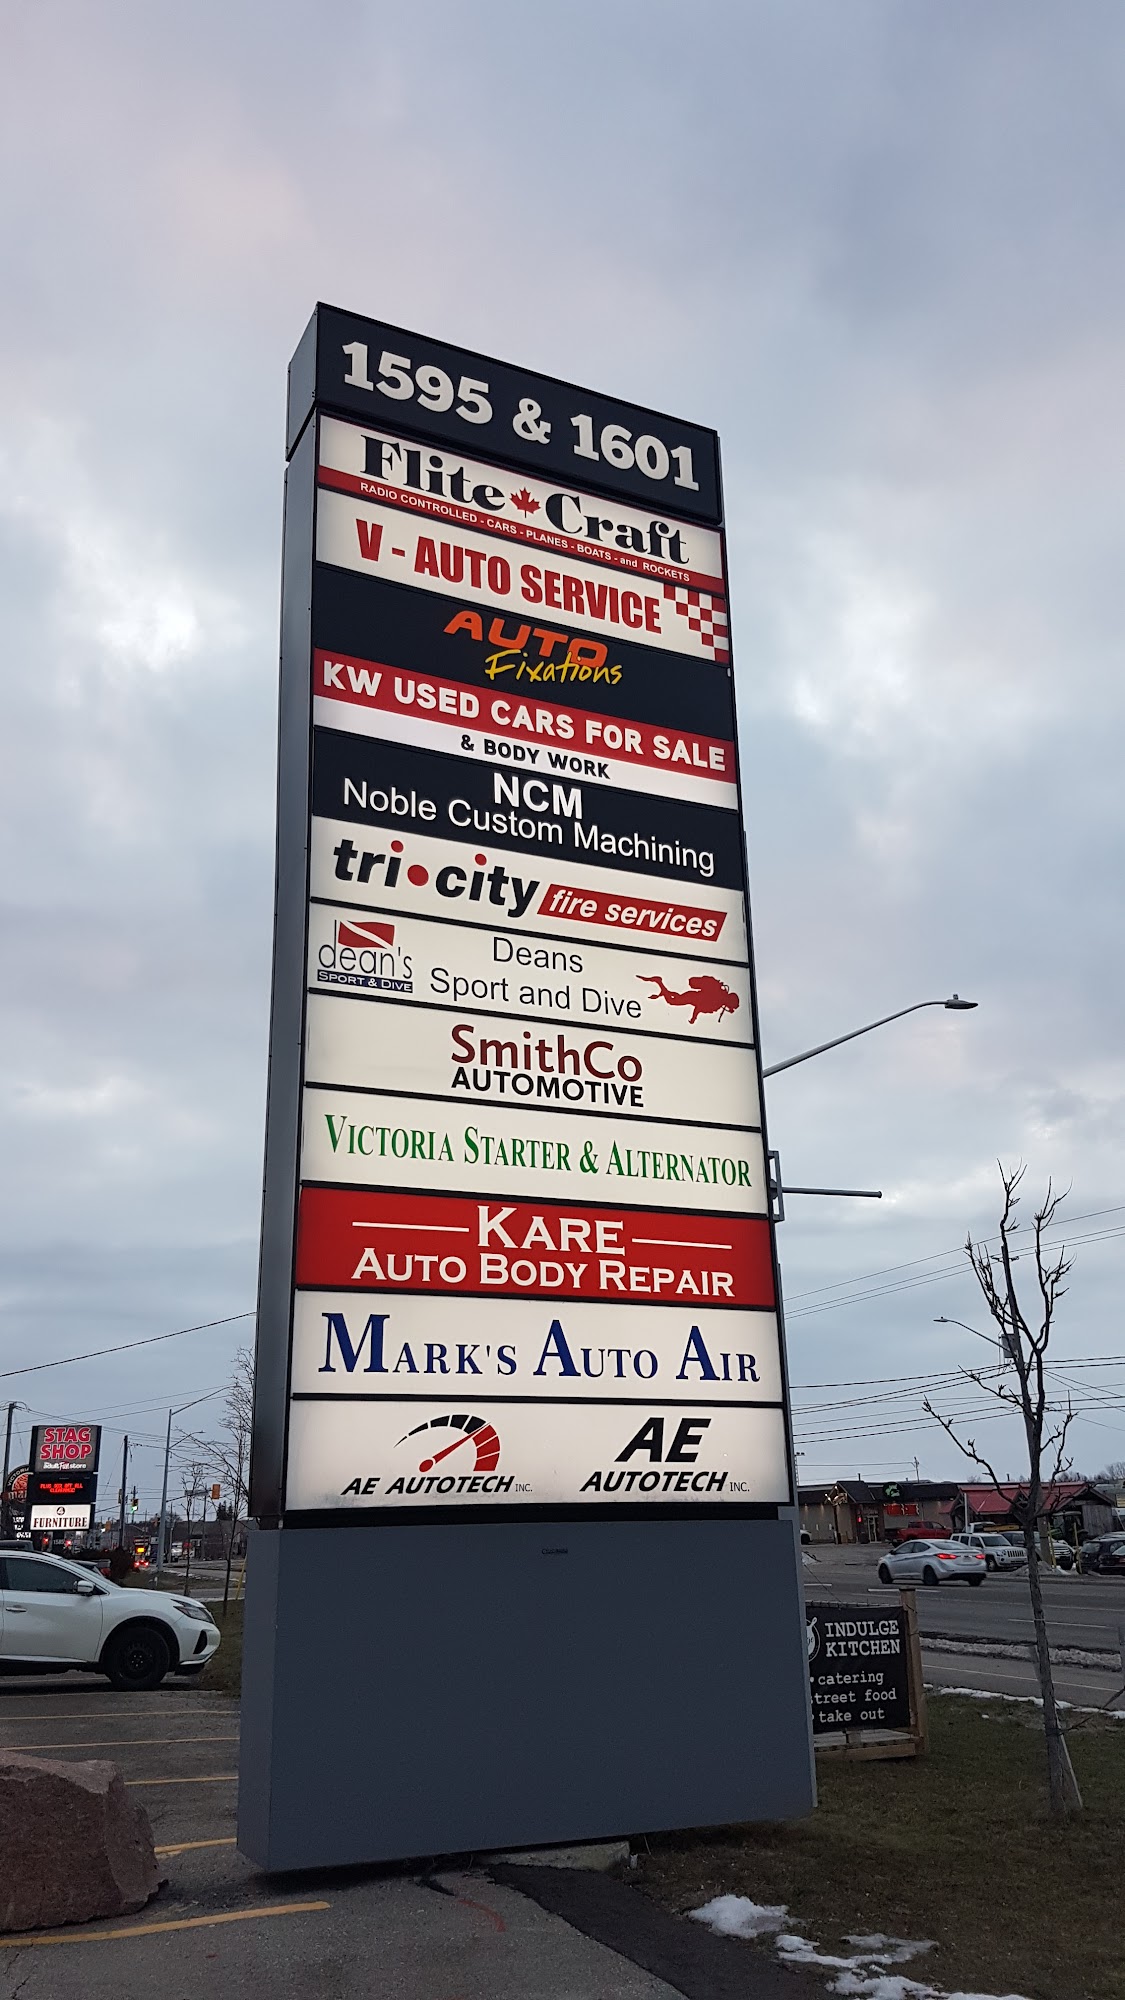 1595 & 1601
Flite Craft
RADIO CONTROLLED - CARS - PLANES - BOATS - and ROCKETS
V - AUTO SERVICE
AUTO
Fixations
KW USED CARS FOR SALE
& BODY WORK
NCM
Noble Custom Machining
tri•city fire services
dean's
SPORT & DIVE
Deans
Sport and Dive
SmithCo
AUTOMOTIVE
VICTORIA STARTER & ALTERNATOR
KARE
AUTO BODY REPAIR
MARK'S AUTO AIR
AE AUTOTECH INC.
AE
AUTOTECH INC.
STAG
SHOP
FURNITURE
INDULGE
KITCHEN
catering
treet food
take out